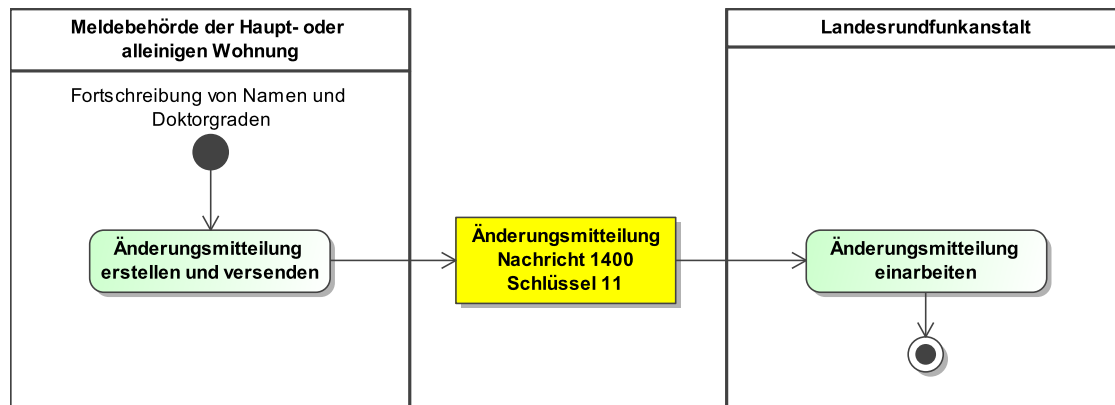 Meldebehörde der Haupt- oder
alleinigen Wohnung
Landesrundfunkanstalt
Fortschreibung von Namen und
Doktorgraden
Änderungsmitteilung
erstellen und versenden
Änderungsmitteilung
Nachricht 1400
Schlüssel 11
Änderungsmitteilung
einarbeiten